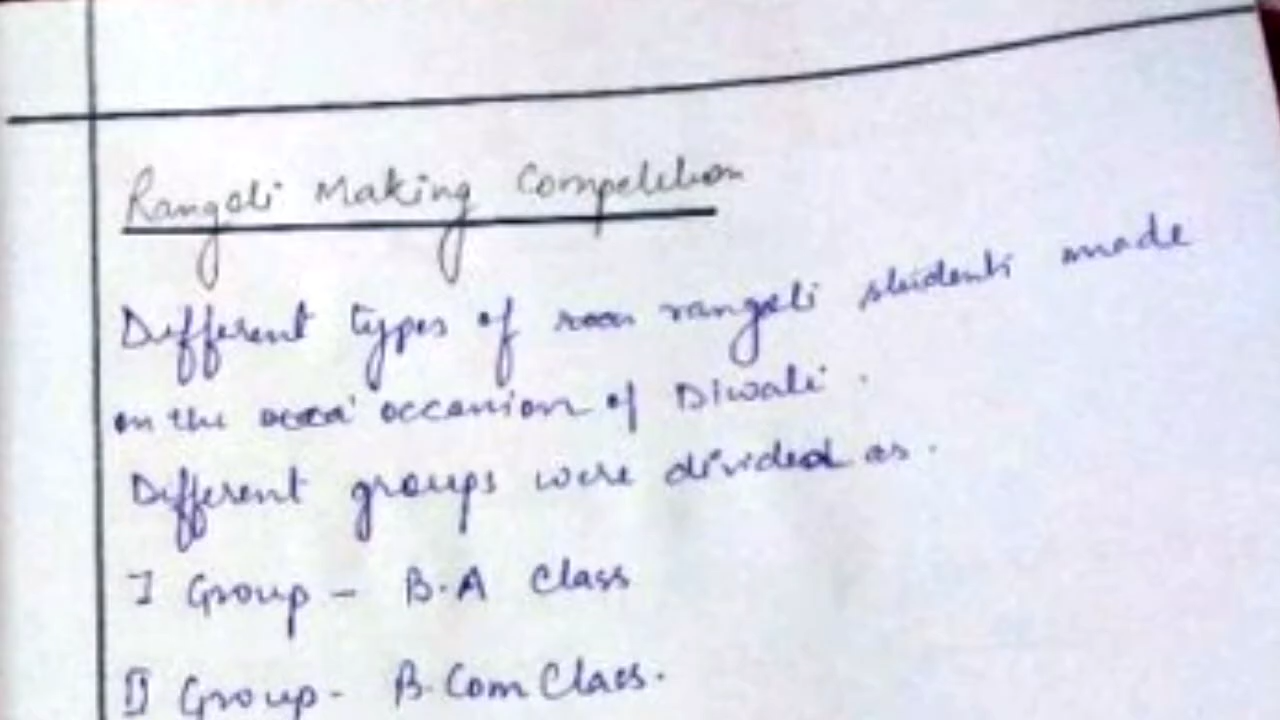 Rangoli Making Competition
Different types of rangoli students made
on the occasion of Diwali.
Different groups were divided as.
I Group - B.A Class
II Group - B.Com Class.